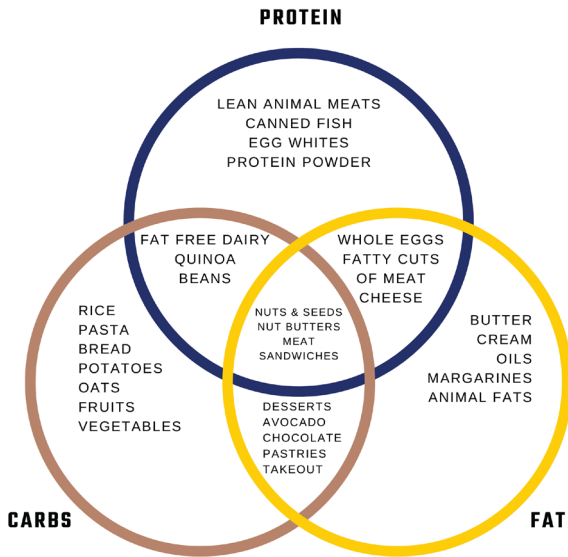 PROTEIN
LEAN ANIMAL MEATS
CANNED FISH
EGG WHITES
PROTEIN POWDER
FAT FREE DAIRY
QUINOA
BEANS
WHOLE EGGS
FATTY CUTS
OF MEAT
CHEESE
NUTS & SEEDS
NUT BUTTERS
MEAT
SANDWICHES
RICE
PASTA
BREAD
POTATOES
OATS
FRUITS
VEGETABLES
BUTTER
CREAM
OILS
MARGARINES
ANIMAL FATS
DESSERTS
AVOCADO
CHOCOLATE
PASTRIES
TAKEOUT
CARBS
FAT